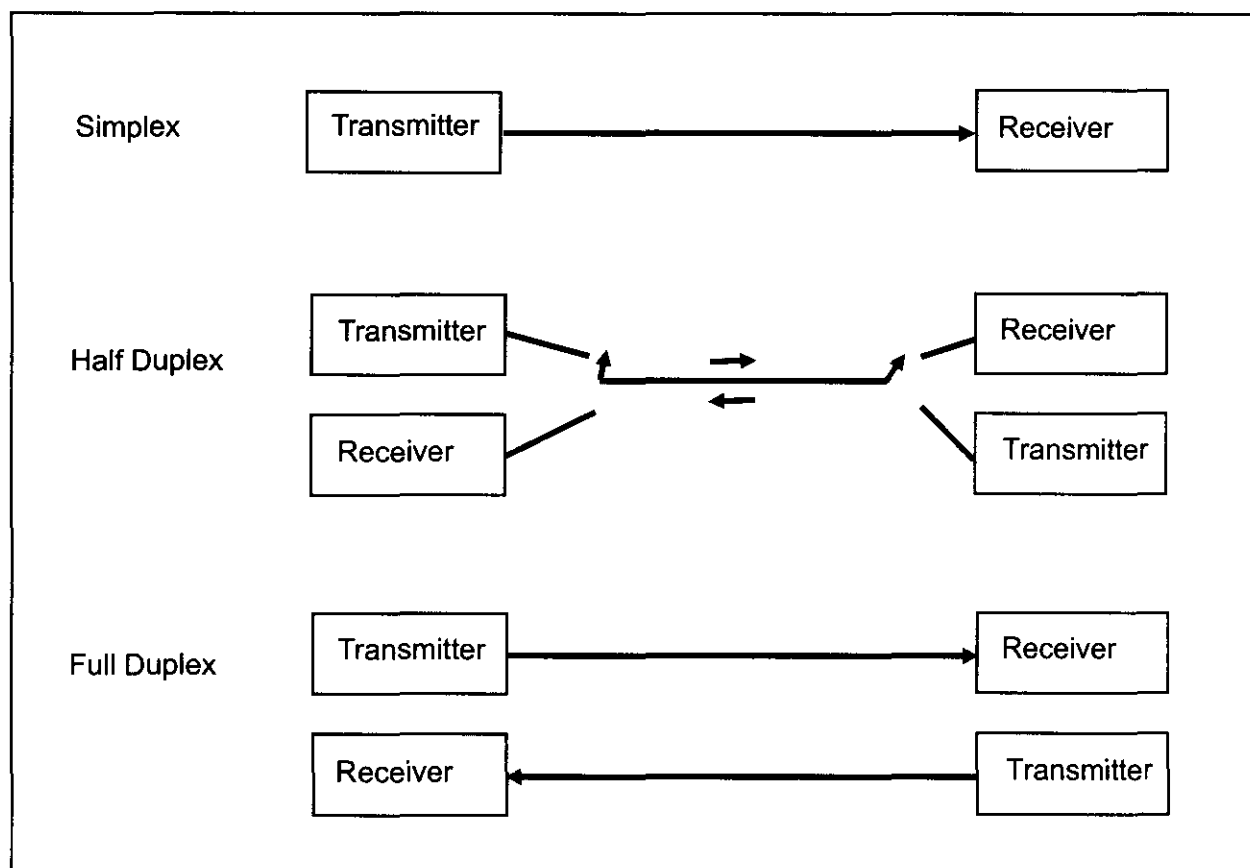 Simplex
Transmitter
Receiver
Half Duplex
Transmitter
Receiver
Receiver
Transmitter
Full Duplex
Transmitter
Receiver
Receiver
Transmitter